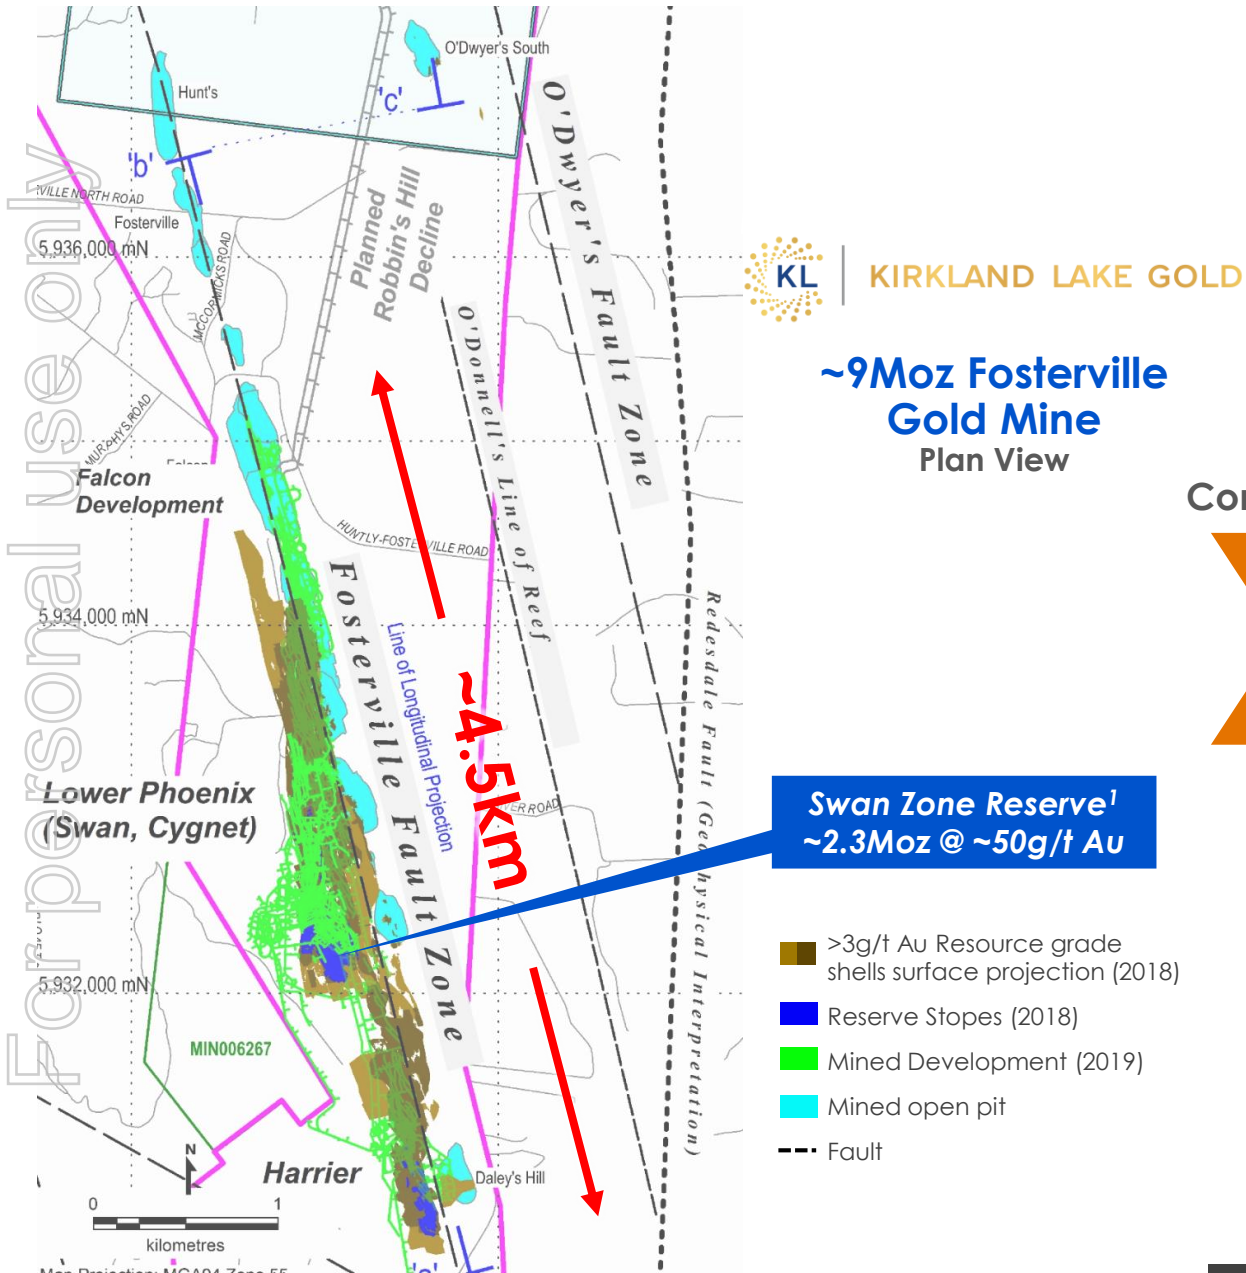 For personal use only
O'Dwyer's South
Hunt's
'c'
'b'
VILLE NORTH ROAD
Fosterville
5,936,000 mN
MCCORMICKS ROAD
Planned
Robbin's Hill
Decline
O'Dwyer's Fault Zone
O'Donnell's Line of Reef
KL
KIRKLAND LAKE GOLD
~9Moz Fosterville
Gold Mine
Plan View
MURPHYS ROAD
Falcon
Development
HUNTLY-FOSTERVILLE ROAD
5,934,000 mN
Fosterville Fault Zone
Line of Longitudinal Projection
~4.5km
Redesdale Fault (Geophysical Interpretation)
Lower Phoenix
(Swan, Cygnet)
VER ROAD
Swan Zone Reserve¹
~2.3Moz @ ~50g/t Au
>3g/t Au Resource grade
shells surface projection (2018)
Reserve Stopes (2018)
Mined Development (2019)
Mined open pit
Fault
5,932,000 mN
MIN006267
N
Harrier
Daley's Hill
0 1
kilometres
'a'